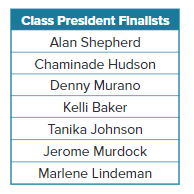 Class President Finalists
Alan Shepherd
Chaminade Hudson
Denny Murano
Kelli Baker
Tanika Johnson
Jerome Murdock
Marlene Lindeman